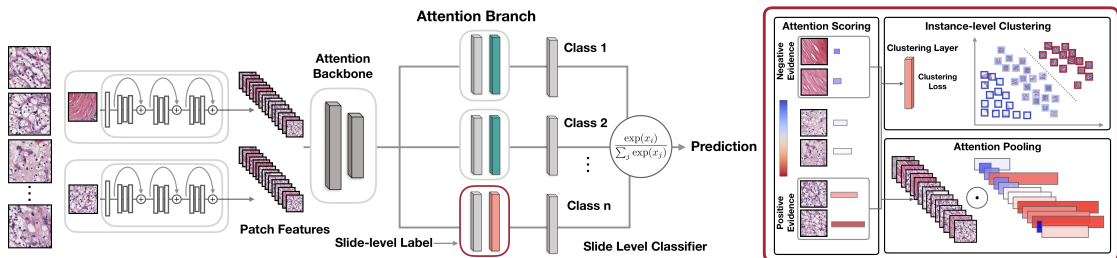 Attention Branch
Attention
Backbone
Class 1
Class 2
Class n
Patch Features
Slide-level Label
Slide Level Classifier
exp(x_i)
∑_j exp(x_j)
Prediction
Attention Scoring
Negative
Evidence
Positive
Evidence
Instance-level Clustering
Clustering Layer
Clustering
Loss
Attention Pooling